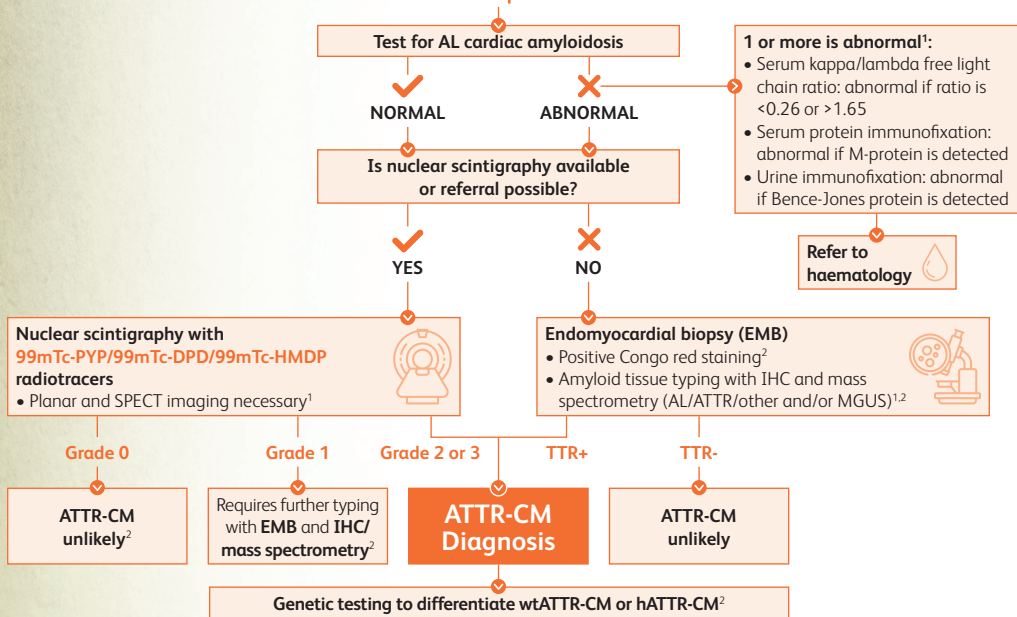 Test for AL cardiac amyloidosis
NORMAL
ABNORMAL
1 or more is abnormal¹:
• Serum kappa/lambda free light
chain ratio: abnormal if ratio is
<0.26 or >1.65
• Serum protein immunofixation:
abnormal if M-protein is detected
• Urine immunofixation: abnormal
if Bence-Jones protein is detected
Refer to
haematology
Is nuclear scintigraphy available
or referral possible?
YES
NO
Nuclear scintigraphy with
99mTc-PYP/99mTc-DPD/99mTc-HMDP
radiotracers
• Planar and SPECT imaging necessary¹
Endomyocardial biopsy (EMB)
• Positive Congo red staining²
• Amyloid tissue typing with IHC and mass
spectrometry (AL/ATTR/other and/or MGUS)¹,²
Grade 0
Grade 1
Grade 2 or 3
TTR+
TTR-
ATTR-CM
unlikely²
Requires further typing
with EMB and IHC/
mass spectrometry²
ATTR-CM
Diagnosis
ATTR-CM
unlikely
Genetic testing to differentiate wtATTR-CM or hATTR-CM²